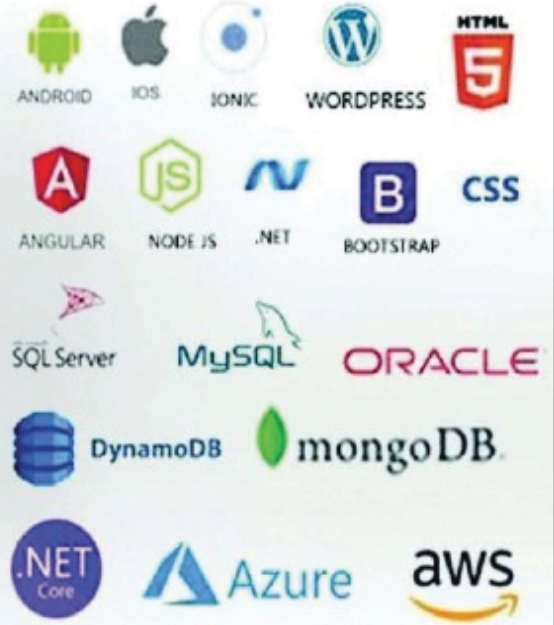 HTML
5
ANDROID
IOS
IONIC
WORDPRESS
A
JS
B
CSS
ANGULAR
NODE JS
.NET
BOOTSTRAP
SQL Server
MySQL
ORACLE
DynamoDB
mongoDB.
.NET
Core
Azure
aws